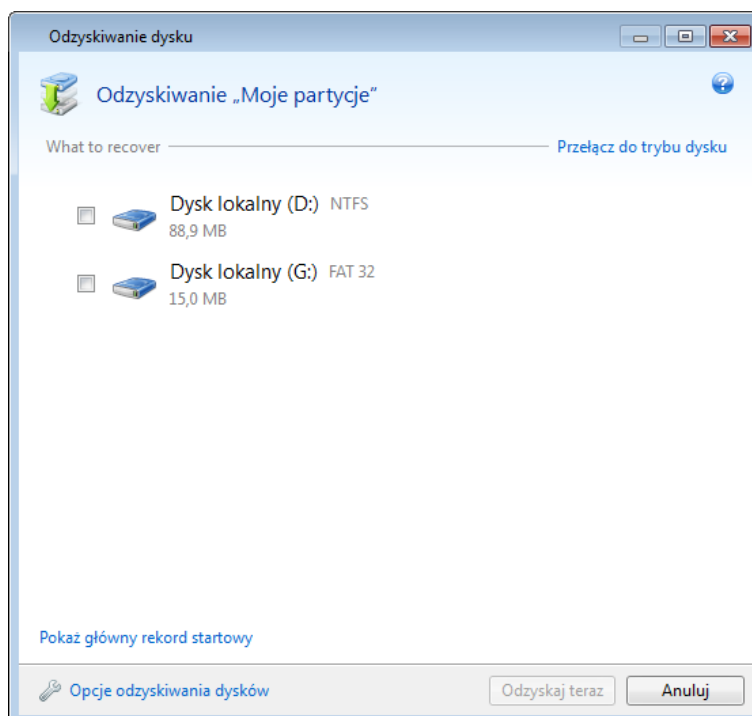 Odzyskiwanie dysku
Odzyskiwanie „Moje partycje“
What to recover
Przełącz do trybu dysku
Dysk lokalny (D:) NTFS
88,9 MB
Dysk lokalny (G:) FAT 32
15,0 MB
Pokaż główny rekord startowy
Opcje odzyskiwania dysków
Odzyskaj teraz
Anuluj